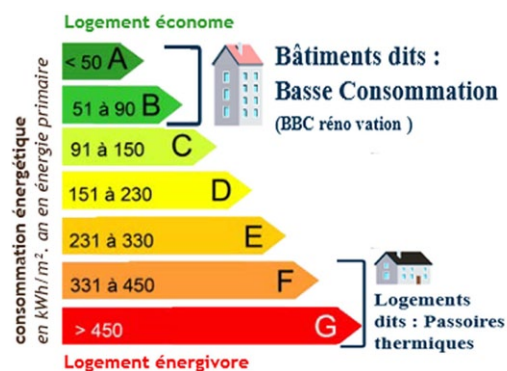 Logement économe
< 50 A
51 à 90 B
91 à 150 C
151 à 230 D
231 à 330 E
331 à 450 F
> 450 G
Logement énergivore
consommation énergétique
en kWh/m². an en énergie primaire
Bâtiments dits :
Basse Consommation
(BBC réno vation )
Logements
dits : Passoires
thermiques